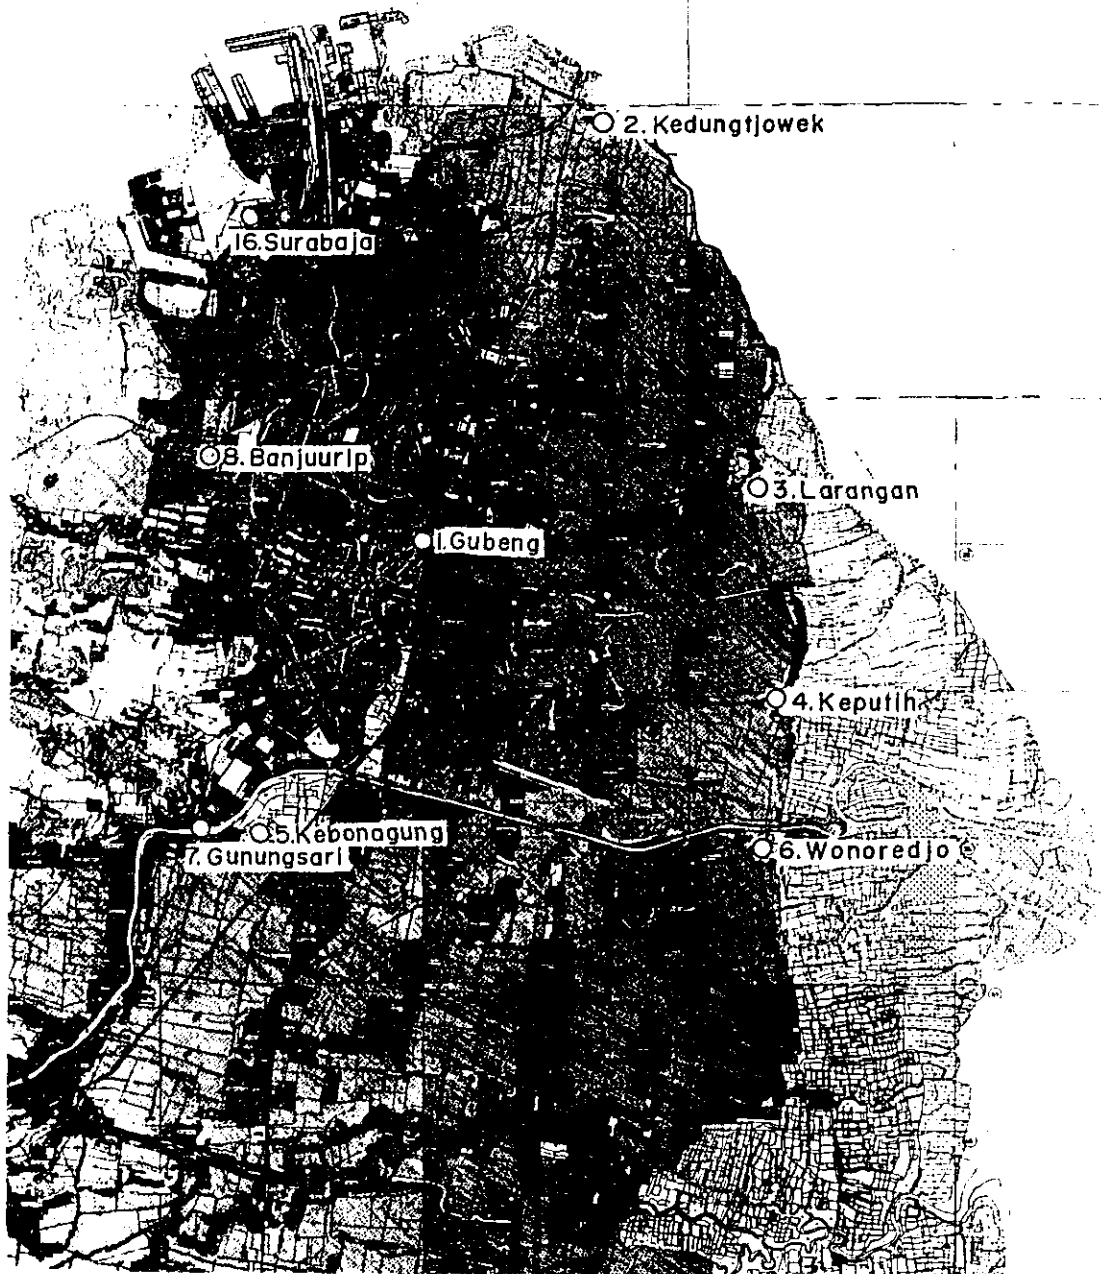 2. Kedungtjowek
16. Surabaja
8. Banjuurip
3. Larangan
1. Gubeng
4. Keputih
5. Kebonagung
7. Gunungsari
6. Wonoredjo